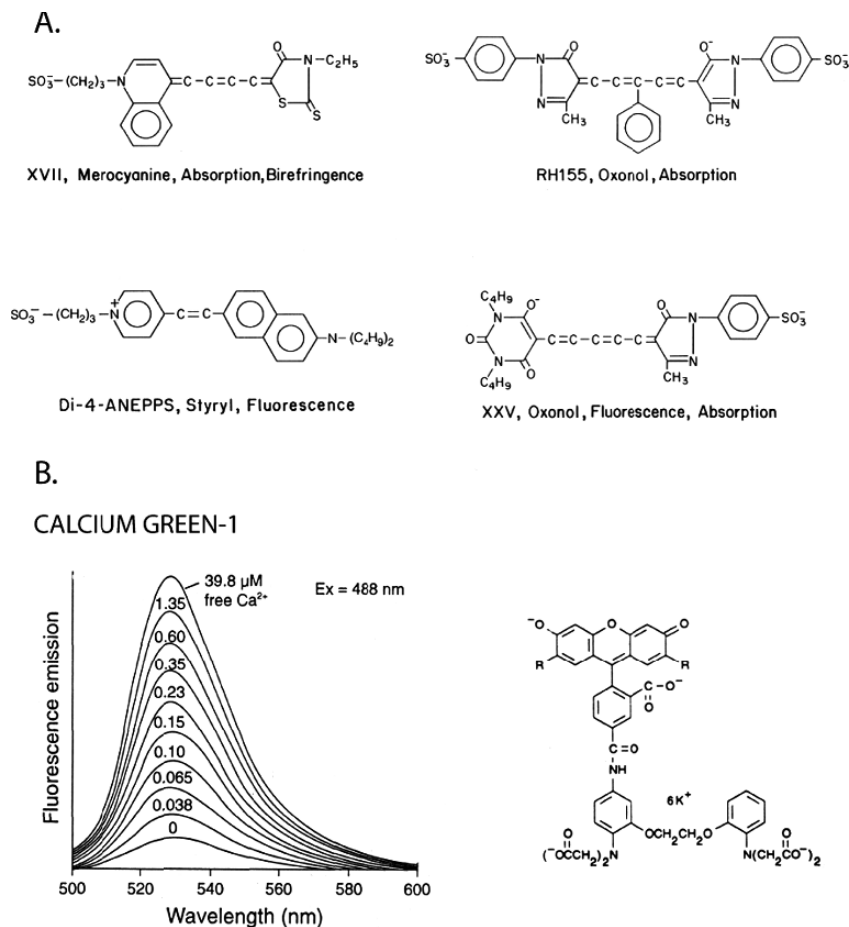 A.
SO₃⁻—(CH₂)₃—N
O
N—C₂H₅
C—C=C—C=
S
S
XVII, Merocyanine, Absorption, Birefringence
SO₃⁻
N
O
N
CH₃
C—C=C—C=C
O⁻
N
N
CH₃
SO₃⁻
RH155, Oxonol, Absorption
SO₃⁻—(CH₂)₃—N⁺
C=C
N—(C₄H₉)₂
Di-4-ANEPPS, Styryl, Fluorescence
C₄H₉
O⁻
N
O
N
O
C₄H₉
C=C—C=C—C
O
N
N
CH₃
SO₃⁻
XXV, Oxonol, Fluorescence, Absorption
B.
CALCIUM GREEN-1
39.8 µM
free Ca²⁺
Ex = 488 nm
1.35
0.60
0.35
0.23
0.15
0.10
0.065
0.038
0
Fluorescence emission
500 520 540 560 580 600
Wavelength (nm)
⁻O
O
O
R
R
C—O⁻
O
C=O
NH
6K⁺
(⁻OCCH₂)₂N
O
OCH₂CH₂O
N(CH₂CO⁻)₂
O